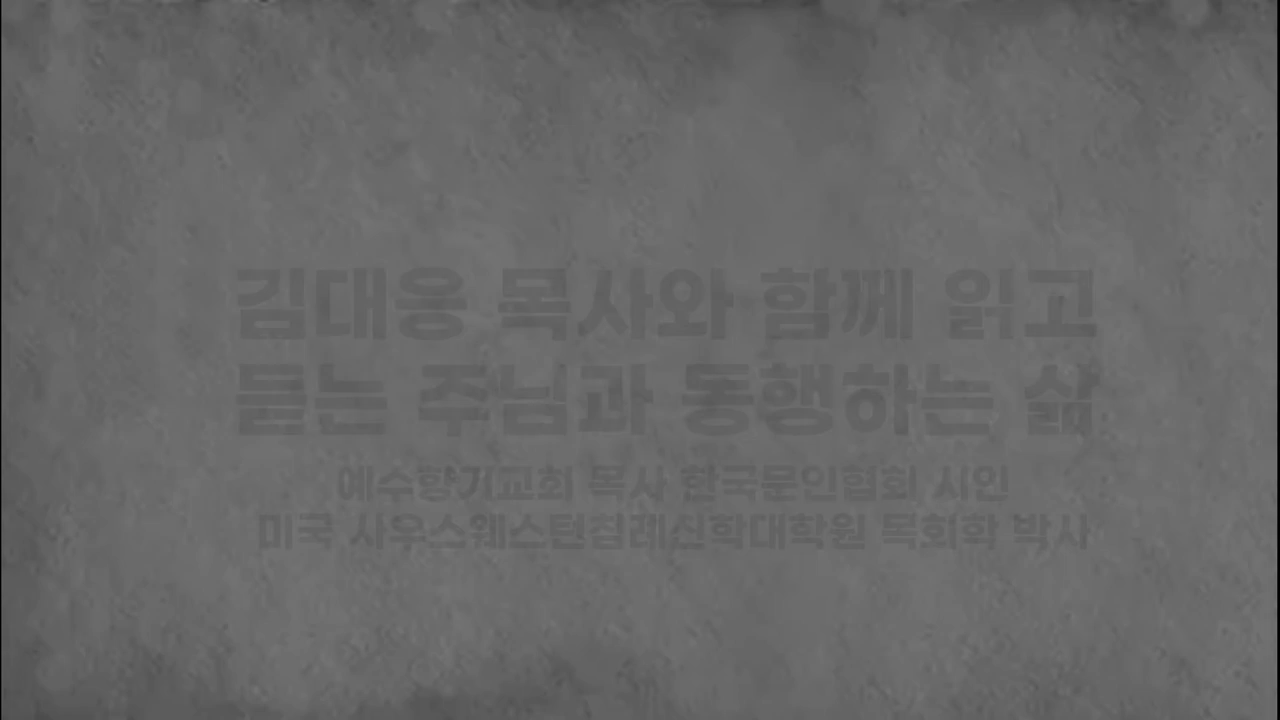 김대응 목사와 함께 읽고
듣는 주님과 동행하는 삶
예수향기교회 목사 한국문인협회 시인
미국 사우스웨스턴침례신학대학원 목회학 박사